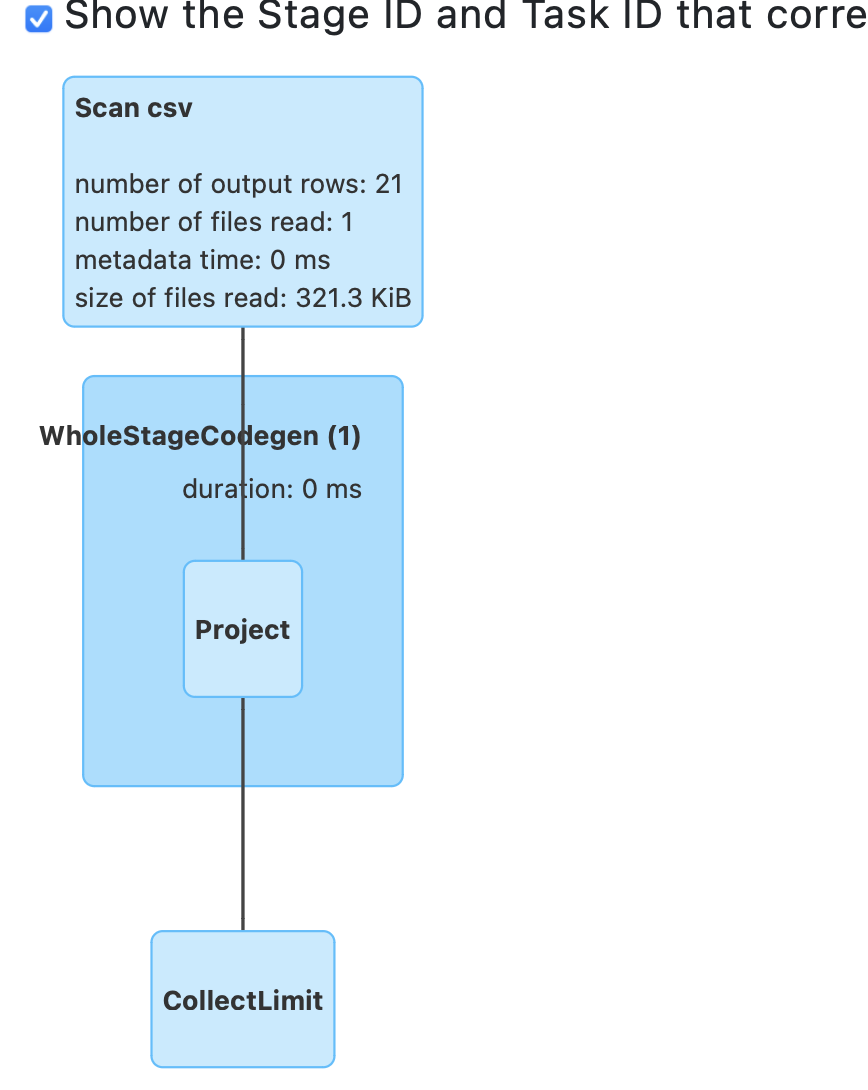 Show the Stage ID and Task ID that corre
Scan csv
number of output rows: 21
number of files read: 1
metadata time: 0 ms
size of files read: 321.3 KiB
WholeStageCodegen (1)
duration: 0 ms
Project
CollectLimit